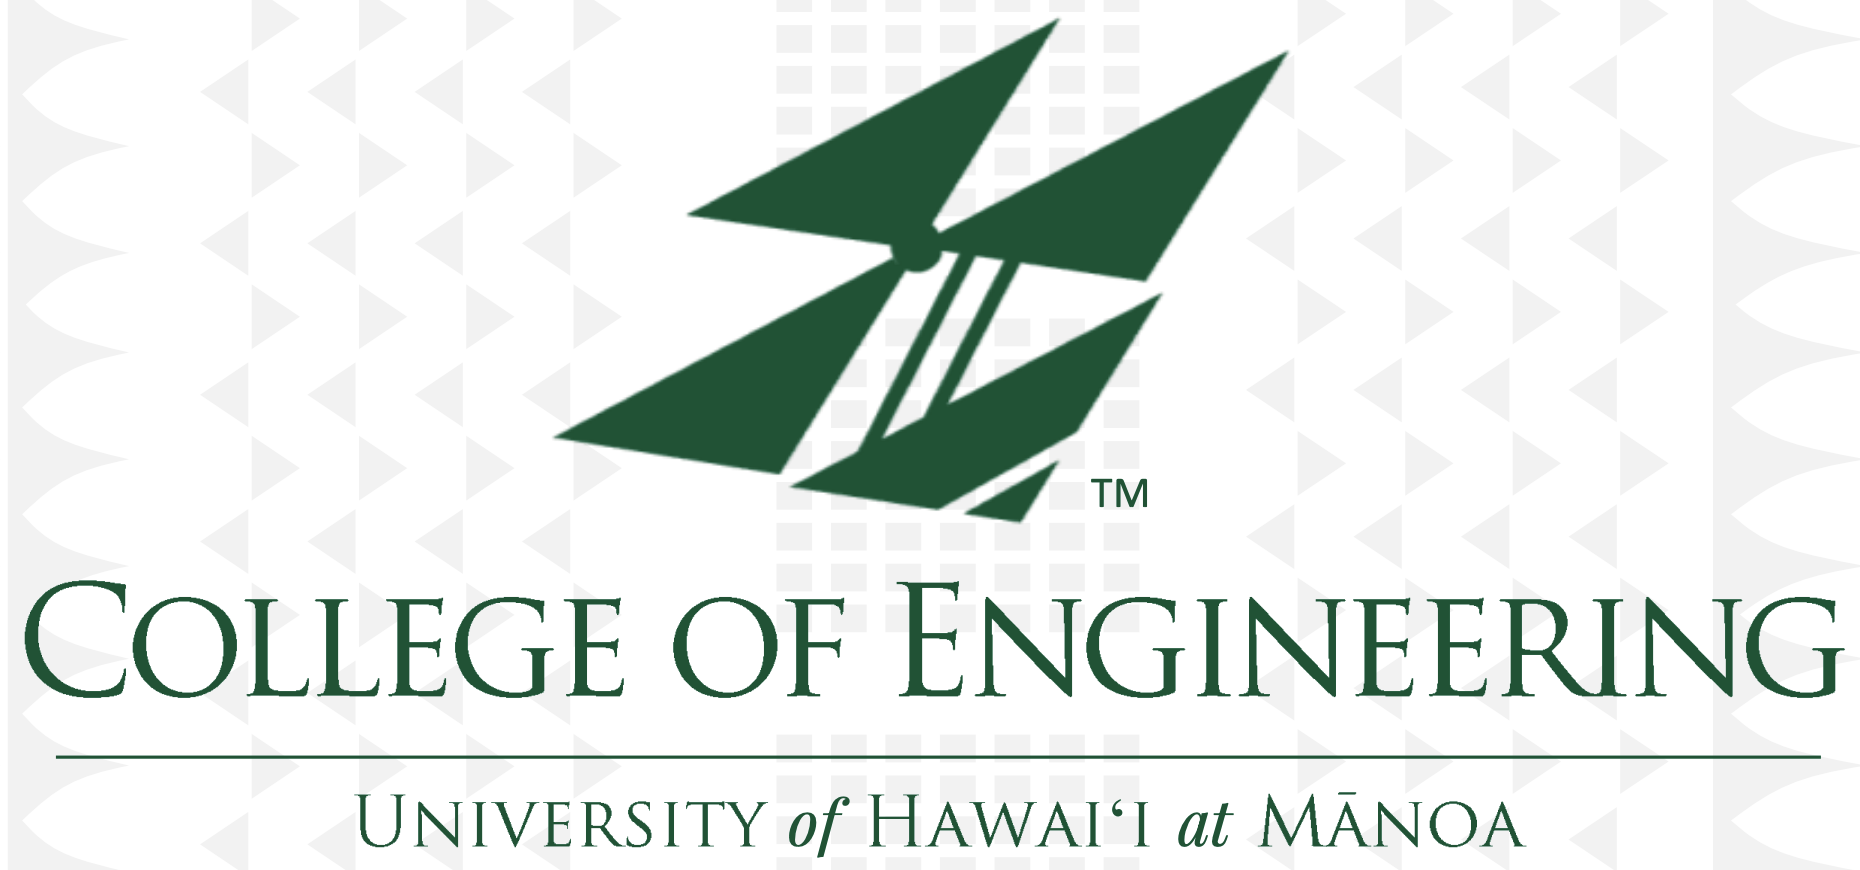 TM
COLLEGE OF ENGINEERING
UNIVERSITY of HAWAIʻI at MĀNOA